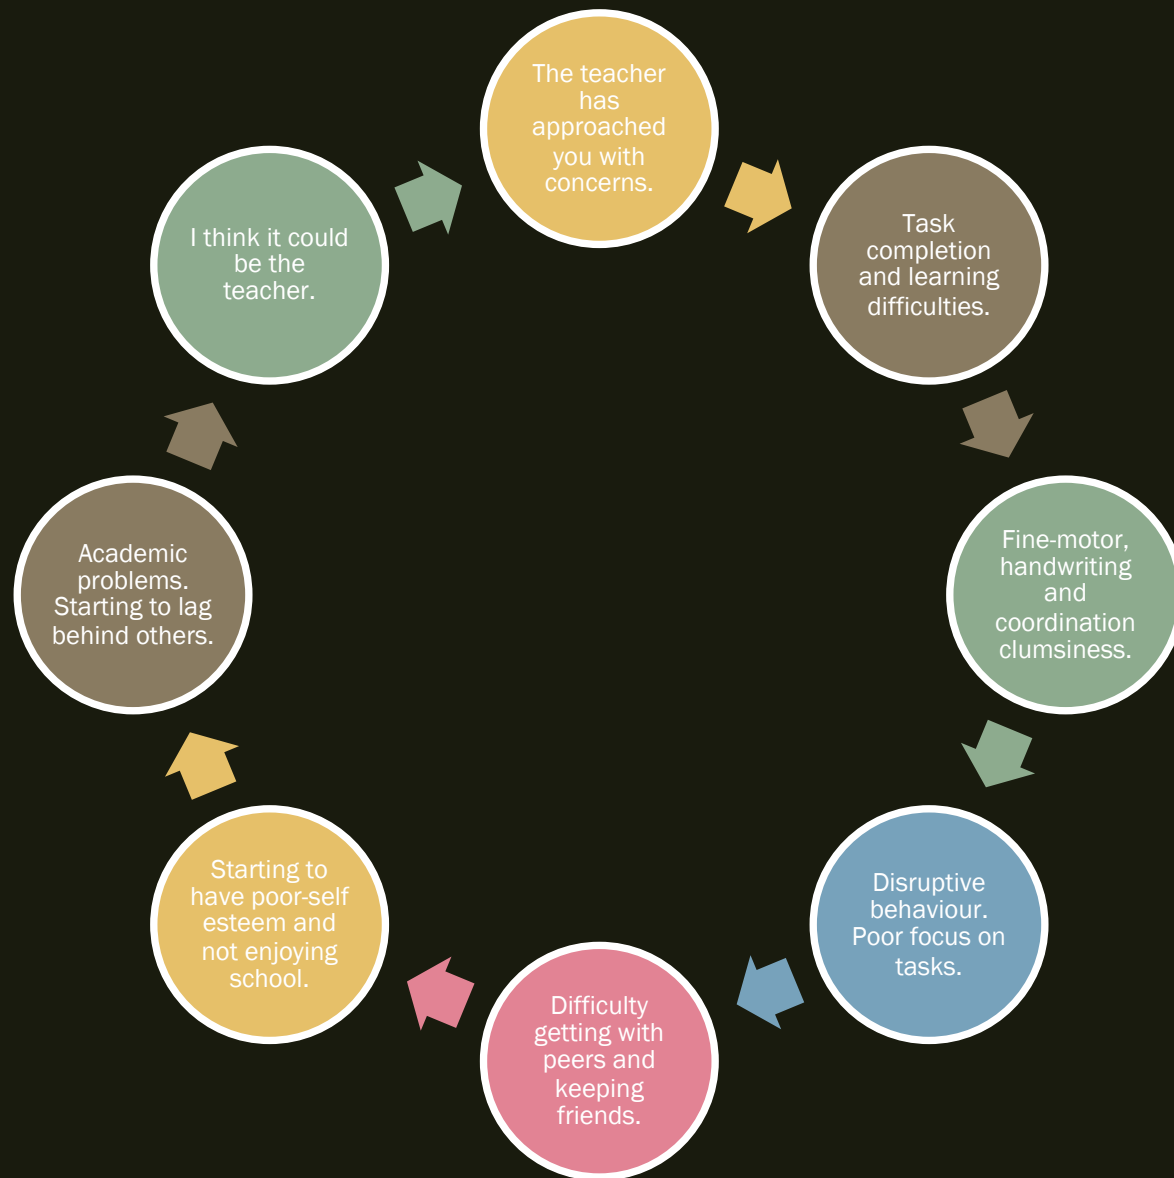 The teacher
has
approached
you with
concerns.
Task
completion
and learning
difficulties.
Fine-motor,
handwriting
and
coordination
clumsiness.
Disruptive
behaviour.
Poor focus on
tasks.
Difficulty
getting with
peers and
keeping
friends.
Starting to
have poor-self
esteem and
not enjoying
school.
Academic
problems.
Starting to lag
behind others.
I think it could
be the
teacher.